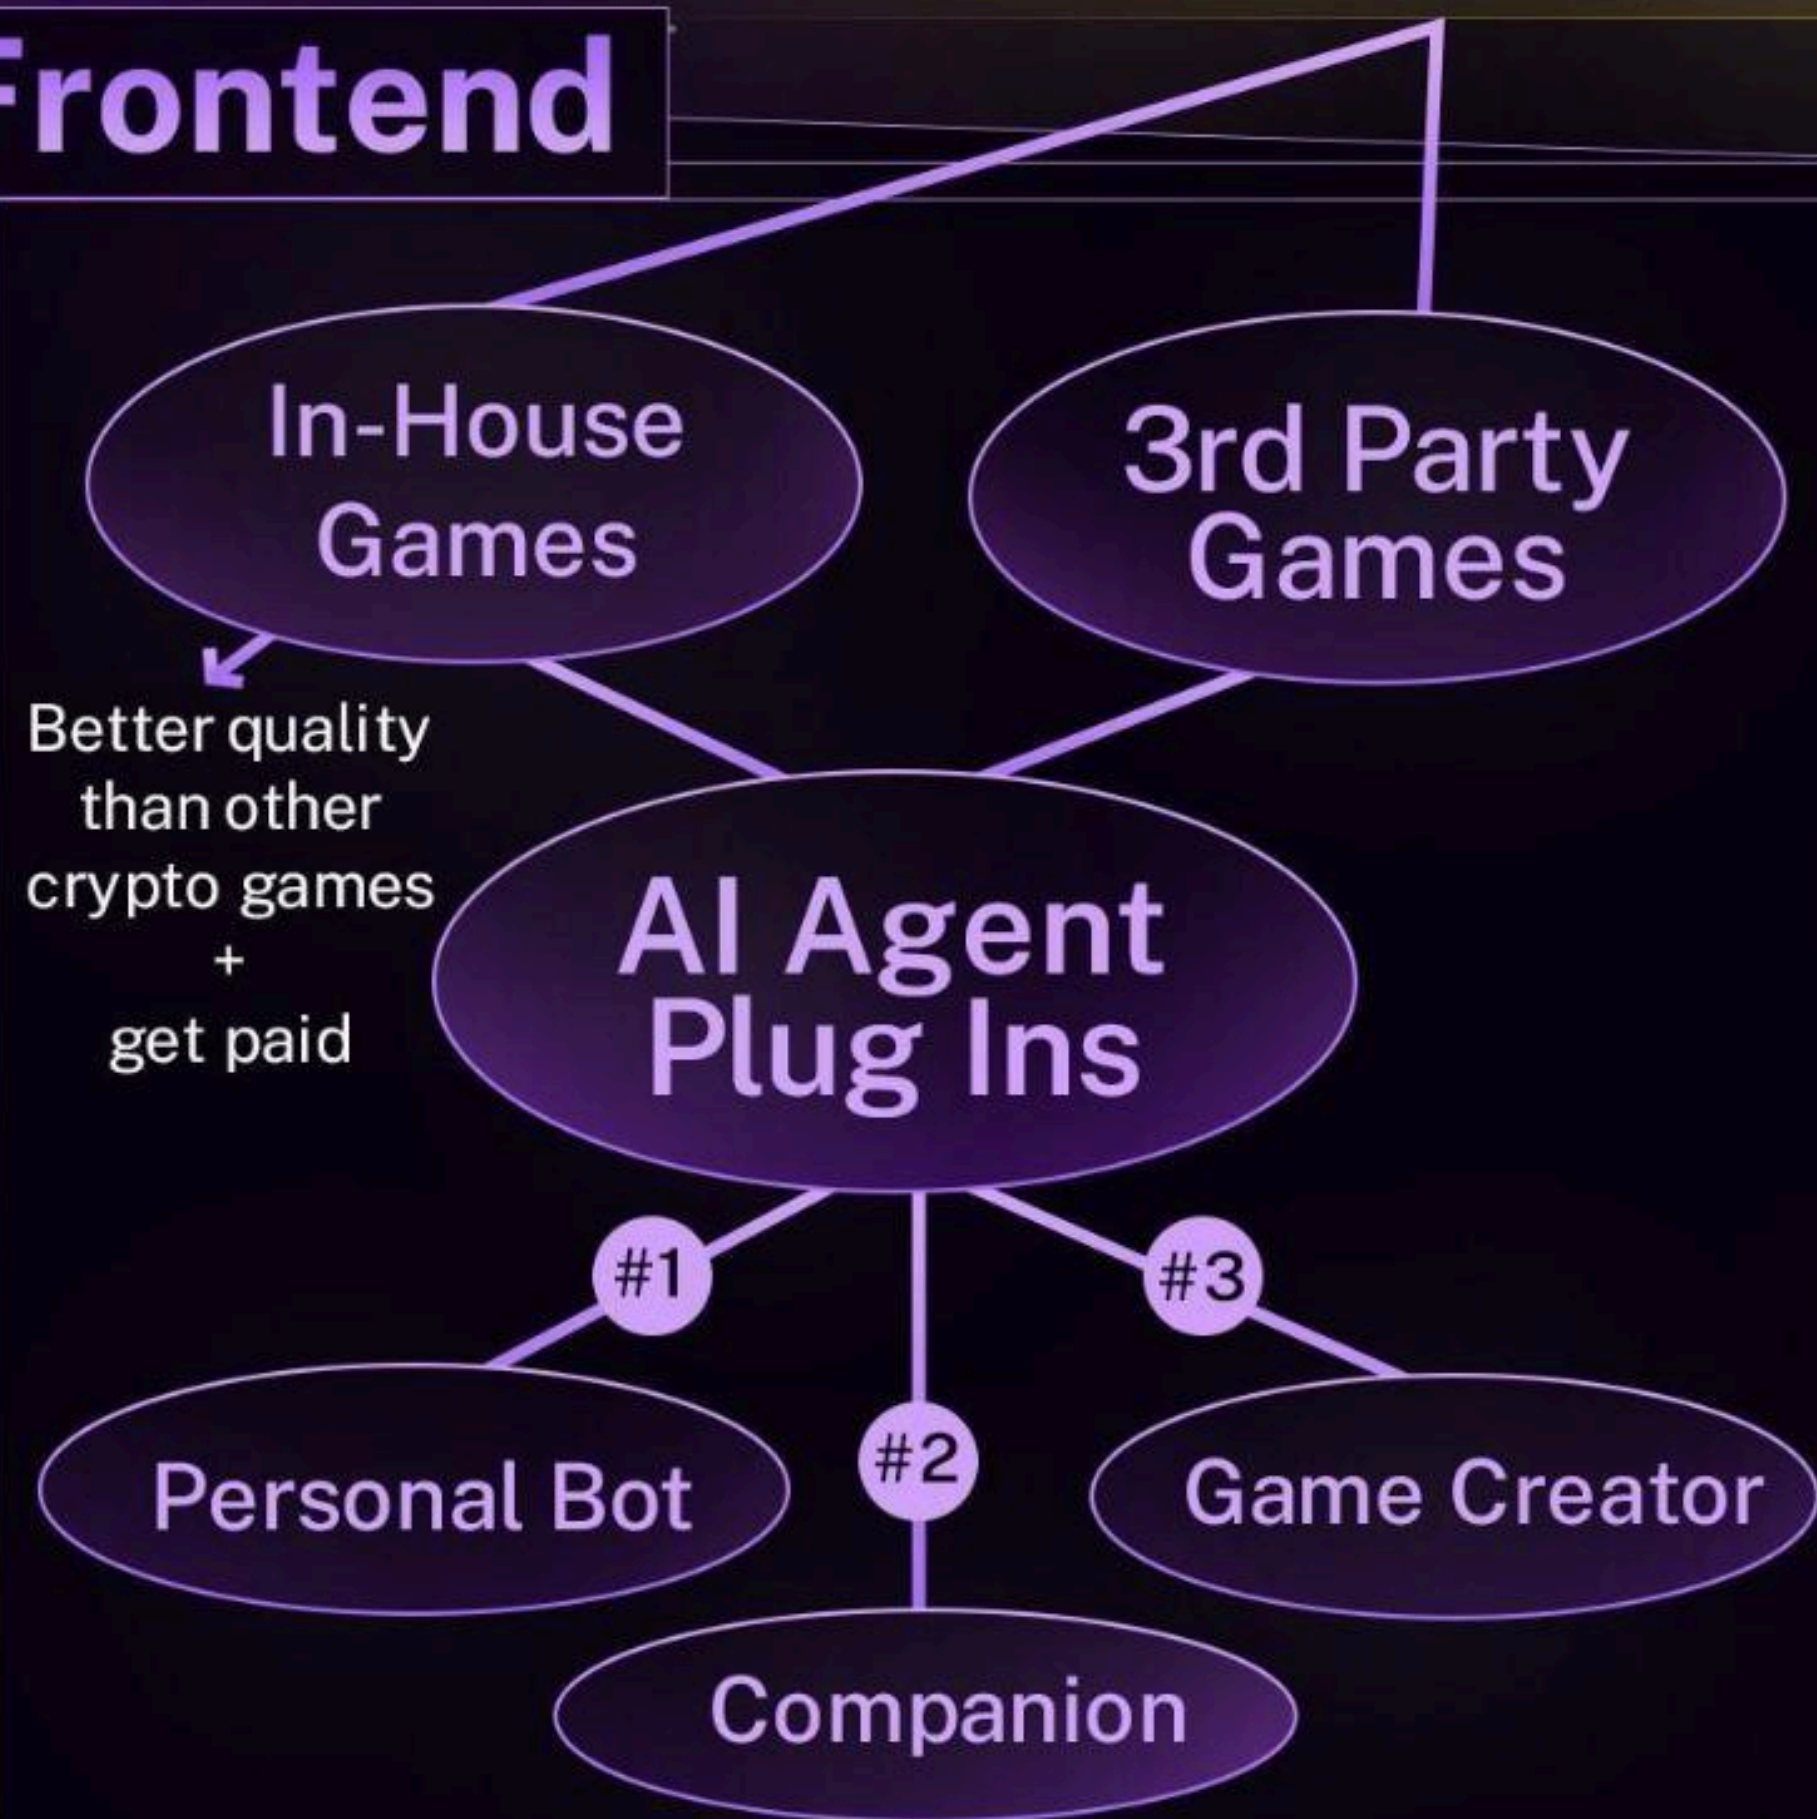 Frontend
In-House
Games
3rd Party
Games
Better quality
than other
crypto games
+
get paid
AI Agent
Plug Ins
#1
#3
#2
Personal Bot
Game Creator
Companion